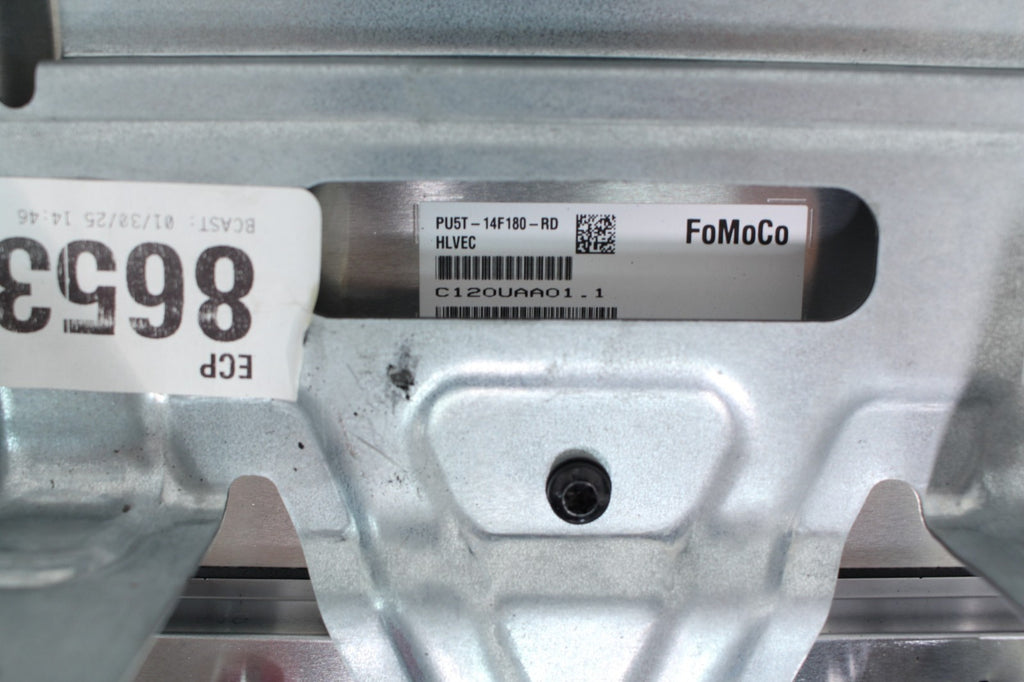 PU5T-14F180-RD
HLVEC
FoMoCo
C120UAA01.1
ECP
8653
BCAST: 01/30/25 14:46